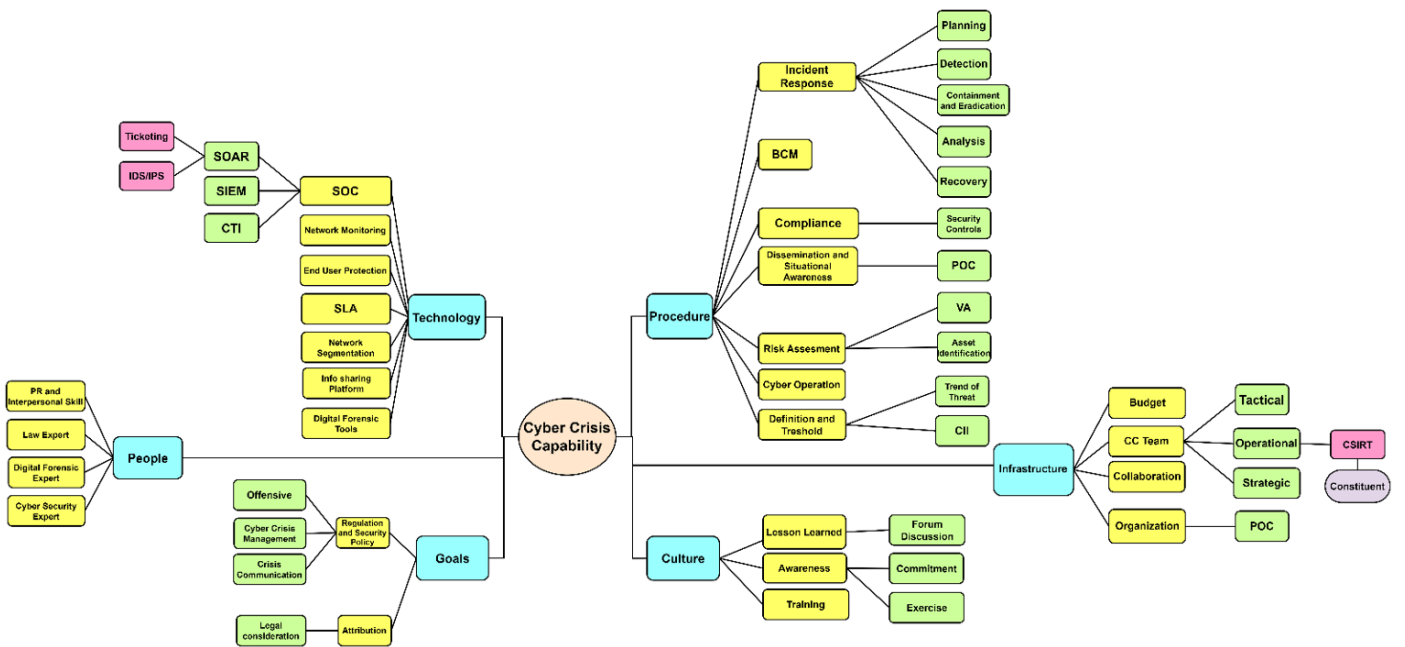 Cyber Crisis
Capability
Technology
SOC
SOAR
Ticketing
IDS/IPS
SIEM
CTI
Network Monitoring
End User Protection
SLA
Network
Segmentation
Info sharing
Platform
Digital Forensic
Tools
People
PR and
Interpersonal Skill
Law Expert
Digital Forensic
Expert
Cyber Security
Expert
Goals
Regulation
and Security
Policy
Offensive
Cyber Crisis
Management
Crisis
Communication
Attribution
Legal
consideration
Procedure
Incident
Response
Planning
Detection
Containment
and Eradication
Analysis
Recovery
BCM
Compliance
Security
Controls
Dissemination and
Situational
Awareness
POC
Risk Assesment
VA
Asset
Identification
Cyber Operation
Definition and
Treshold
Trend of
Threat
CII
Infrastructure
Budget
CC Team
Tactical
Operational
CSIRT
Constituent
Strategic
Collaboration
Organization
POC
Culture
Lesson Learned
Forum
Discussion
Awareness
Commitment
Exercise
Training